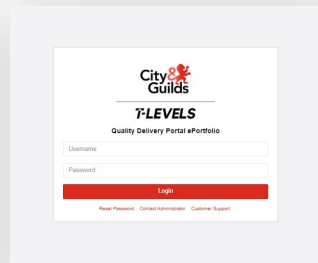 City&
Guilds
T-LEVELS
Quality Delivery Portal ePortfolio
Username
Password
Login
Reset Password Contact Administrator Customer Support